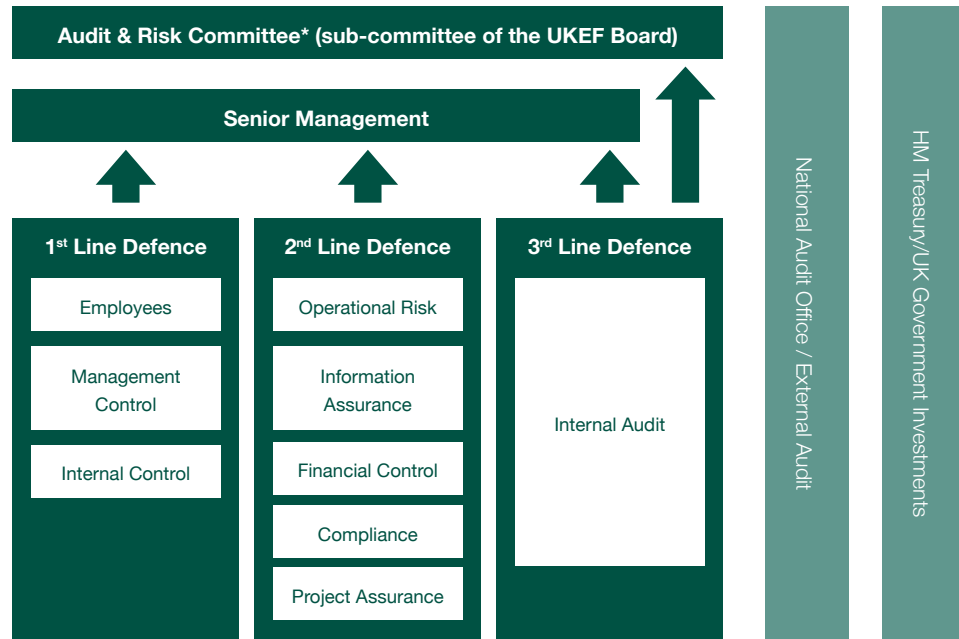 Audit & Risk Committee* (sub-committee of the UKEF Board)
Senior Management
1st Line Defence
Employees
Management
Control
Internal Control
2nd Line Defence
Operational Risk
Information
Assurance
Financial Control
Compliance
Project Assurance
3rd Line Defence
Internal Audit
National Audit Office / External Audit
HM Treasury/UK Government Investments